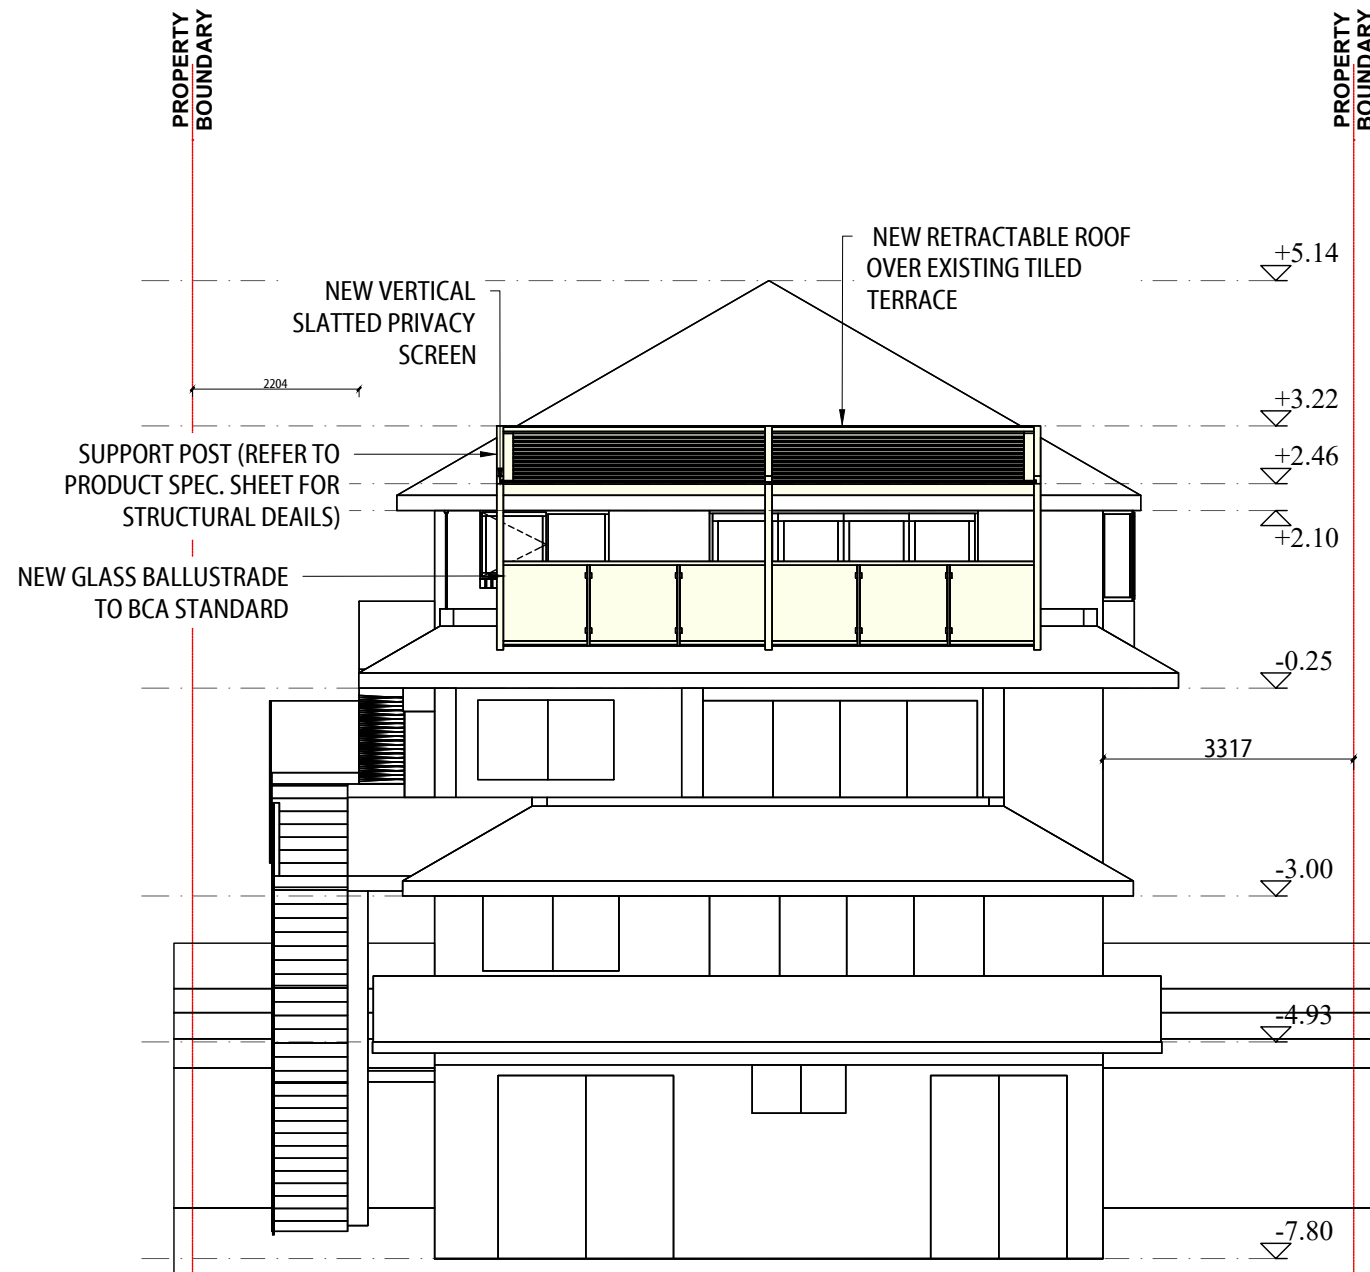 PROPERTY
BOUNDARY
PROPERTY
BOUNDARY
NEW RETRACTABLE ROOF
OVER EXISTING TILED
TERRACE
+5.14
NEW VERTICAL
SLATTED PRIVACY
SCREEN
2204
+3.22
SUPPORT POST (REFER TO
PRODUCT SPEC. SHEET FOR
STRUCTURAL DEAILS)
+2.46
+2.10
NEW GLASS BALLUSTRADE
TO BCA STANDARD
-0.25
3317
-3.00
-4.93
-7.80